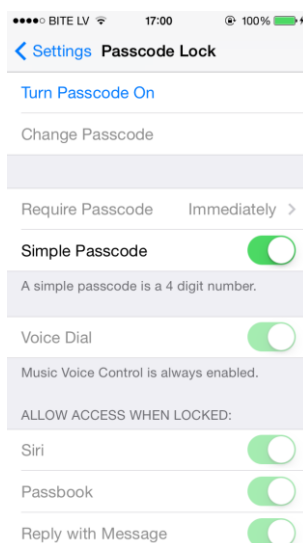 BITE LV 17:00 100%
Settings Passcode Lock
Turn Passcode On
Change Passcode
Require Passcode Immediately
Simple Passcode
A simple passcode is a 4 digit number.
Voice Dial
Music Voice Control is always enabled.
ALLOW ACCESS WHEN LOCKED:
Siri
Passbook
Reply with Message